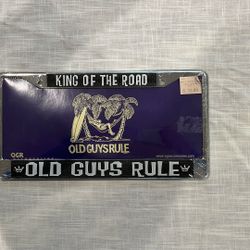 KING OF THE ROAD
OLD GUYS RULE
OGR
OLD GUYS RULE